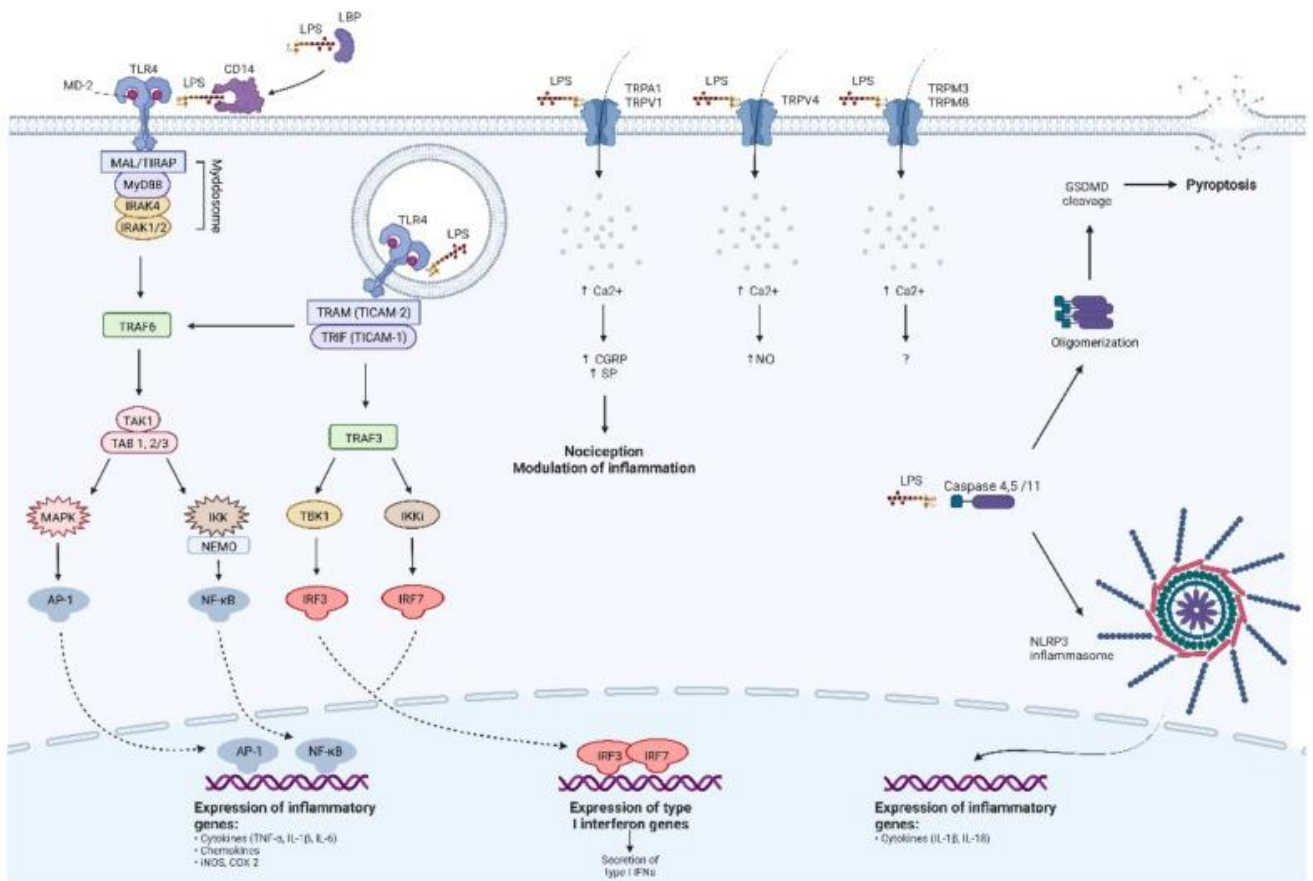 LPS
LBP
TLR4
LPS
CD14
MD-2
MAL/TIRAP
MyD88
IRAK4
IRAK1/2
Myddosome
TLR4
LPS
TRAM (TICAM-2)
TRIF (TICAM-1)
TRAF6
TAK1
TAB 1, 2/3
TRAF3
MAPK
IKK
NEMO
TBK1
IKKi
AP-1
NF-κB
IRF3
IRF7
LPS
TRPA1
TRPV1
↑ Ca2+
↑ CGRP
↑ SP
Nociception
Modulation of inflammation
LPS
TRPV4
↑ Ca2+
↑NO
LPS
TRPM3
TRPM8
↑ Ca2+
?
GSDMD
cleavage
Pyroptosis
Oligomerization
LPS
Caspase 4,5 /11
NLRP3
inflammasome
AP-1
NF-κB
Expression of inflammatory
genes:
• Cytokines (TNF-α, IL-1β, IL-6)
• Chemokines
• iNOS, COX 2
IRF3
IRF7
Expression of type
I interferon genes
Secretion of
type I IFNs
Expression of inflammatory
genes:
• Cytokines (IL-1β, IL-18)